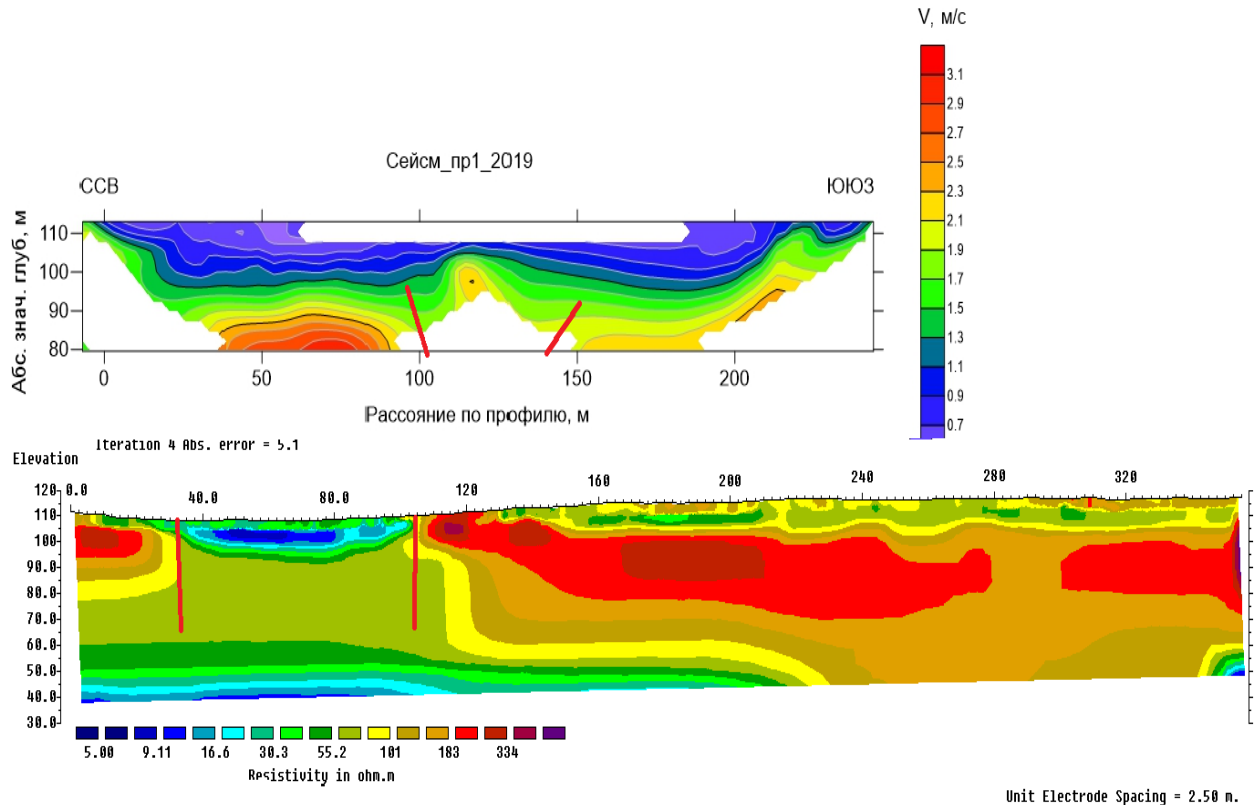 V, м/с
3.1
2.9
2.7
2.5
2.3
2.1
1.9
1.7
1.5
1.3
1.1
0.9
0.7
Сейсм_пр1_2019
ССВ
ЮЮЗ
Абс. знач. глуб, м
110
100
90
80
0 50 100 150 200
Рассояние по профилю, м
Iteration 4 Abs. error = 5.1
Elevation
0.0 40.0 80.0 120 160 200 240 280 320
120
110
100
90.0
80.0
70.0
60.0
50.0
40.0
30.0
5.00 9.11 16.6 30.3 55.2 101 183 334
Resistivity in ohm.m
Unit Electrode Spacing = 2.50 m.